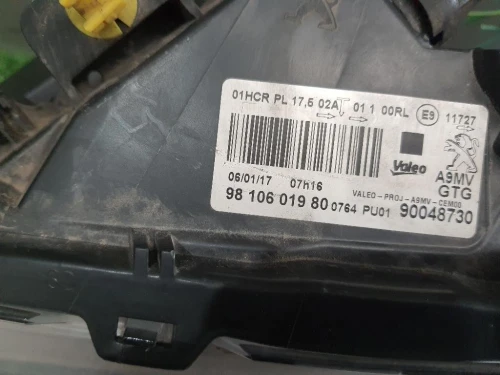 01HCR PL 17,5 02A 01 1 00RL E9 11727
Valeo A9MV
06/01/17 07h16 GTG
VALEO-PROJ-A9MV-CEM00
98 106 019 80 0764 PU01 90048730